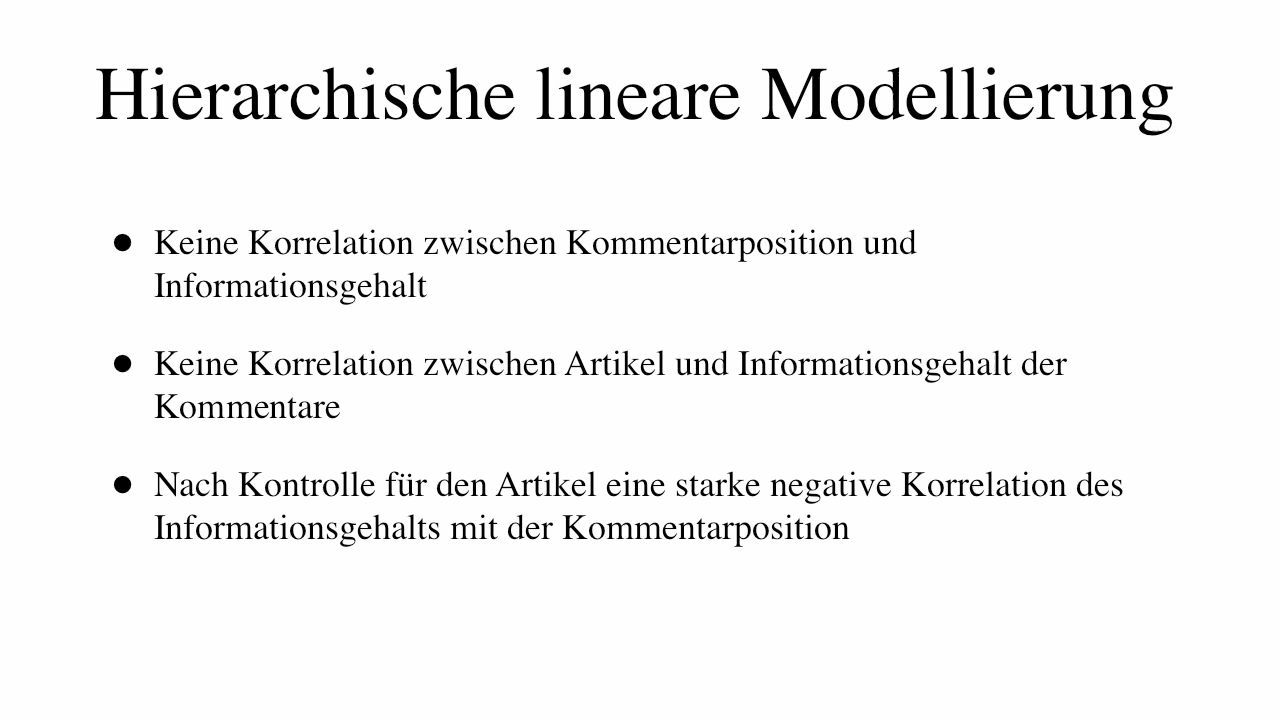 Hierarchische lineare Modellierung
● Keine Korrelation zwischen Kommentarposition und
Informationsgehalt
● Keine Korrelation zwischen Artikel und Informationsgehalt der
Kommentare
● Nach Kontrolle für den Artikel eine starke negative Korrelation des
Informationsgehalts mit der Kommentarposition